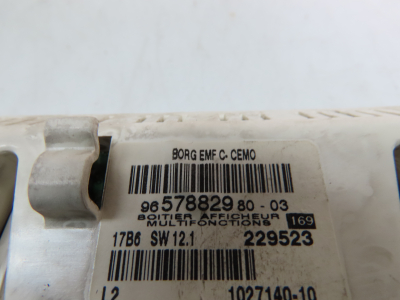 BORG EMF C- CEMO
96 578829 80 - 03
BOITIER AFFICHEUR 169
MULTIFONCTIONS
17B6 SW 12.1 229523
L2 1027140-10